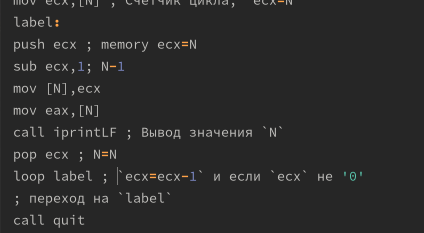 mov ecx,[N] ; Счетчик цикла, `ecx=N`
label:
push ecx ; memory ecx=N
sub ecx,1; N-1
mov [N],ecx
mov eax,[N]
call iprintLF ; Вывод значения `N`
pop ecx ; N=N
loop label ; `ecx=ecx-1` и если `ecx` не '0'
; переход на `label`
call quit